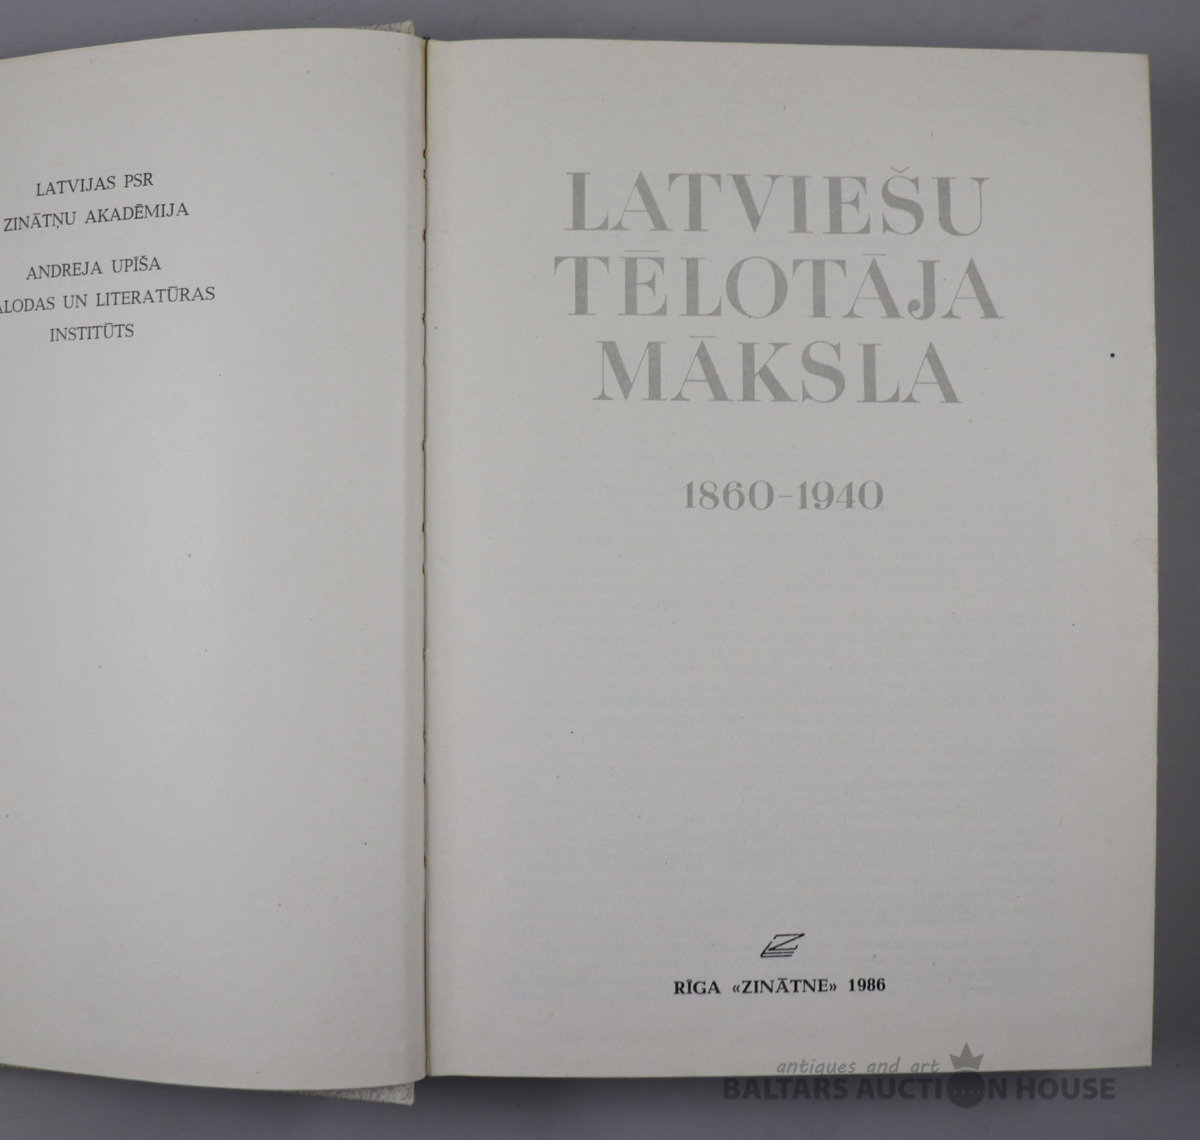 LATVIJAS PSR
ZINĀTŅU AKADĒMIJA
ANDREJA UPĪŠA
UN LITERATŪRAS
INSTITŪTS
LATVIEŠU
TĒLOTĀJA
MĀKSLA
1860-1940
RĪGA «ZINĀTNE» 1986
antiques and art
BALTARS AUCTION HOUSE